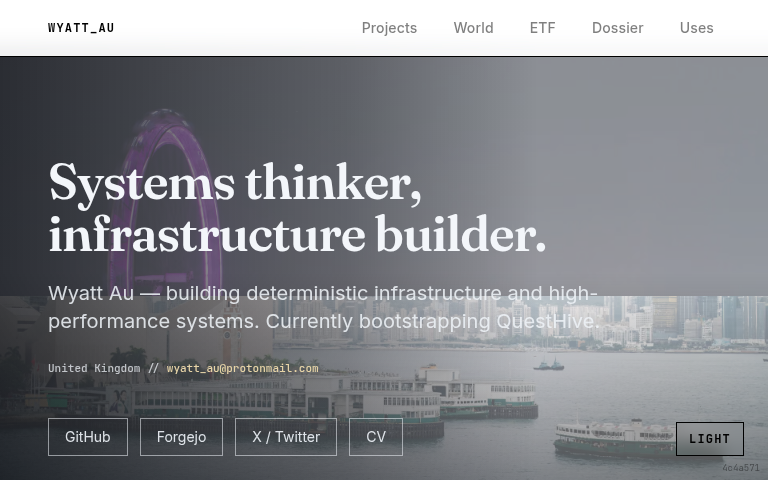 WYATT_AU
Projects World ETF Dossier Uses
Systems thinker,
infrastructure builder.
Wyatt Au — building deterministic infrastructure and high-
performance systems. Currently bootstrapping QuestHive.
United Kingdom // wyatt_au@protonmail.com
GitHub Forgejo X / Twitter CV
LIGHT
4c4a571